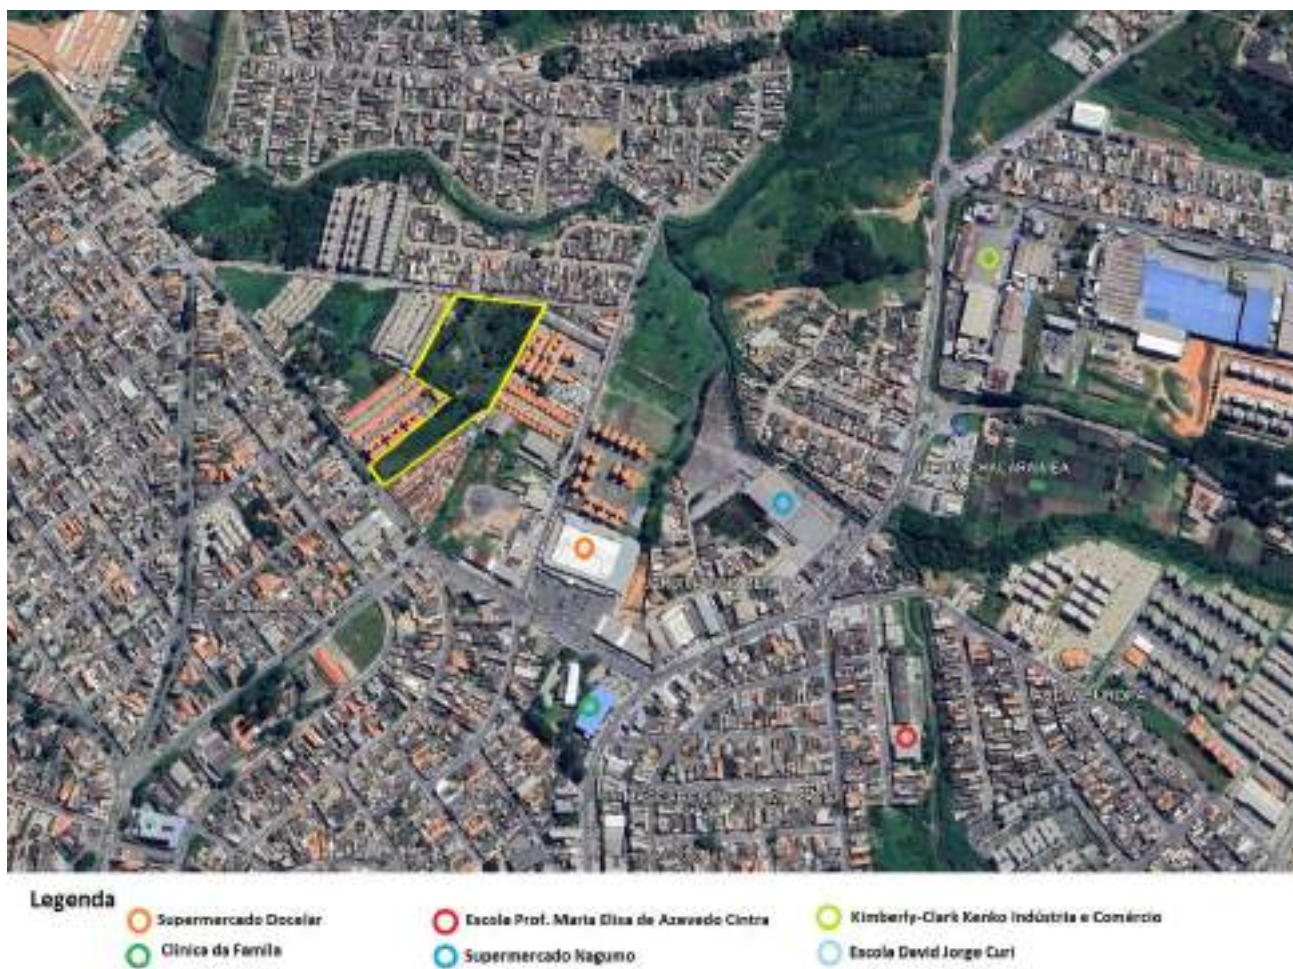 Legenda
Supermercado Docelar
Clínica da Família
Escola Prof. Maria Elisa de Azevedo Cintra
Supermercado Nagumo
Kimberly-Clark Kenko Indústria e Comércio
Escola David Jorge Curi